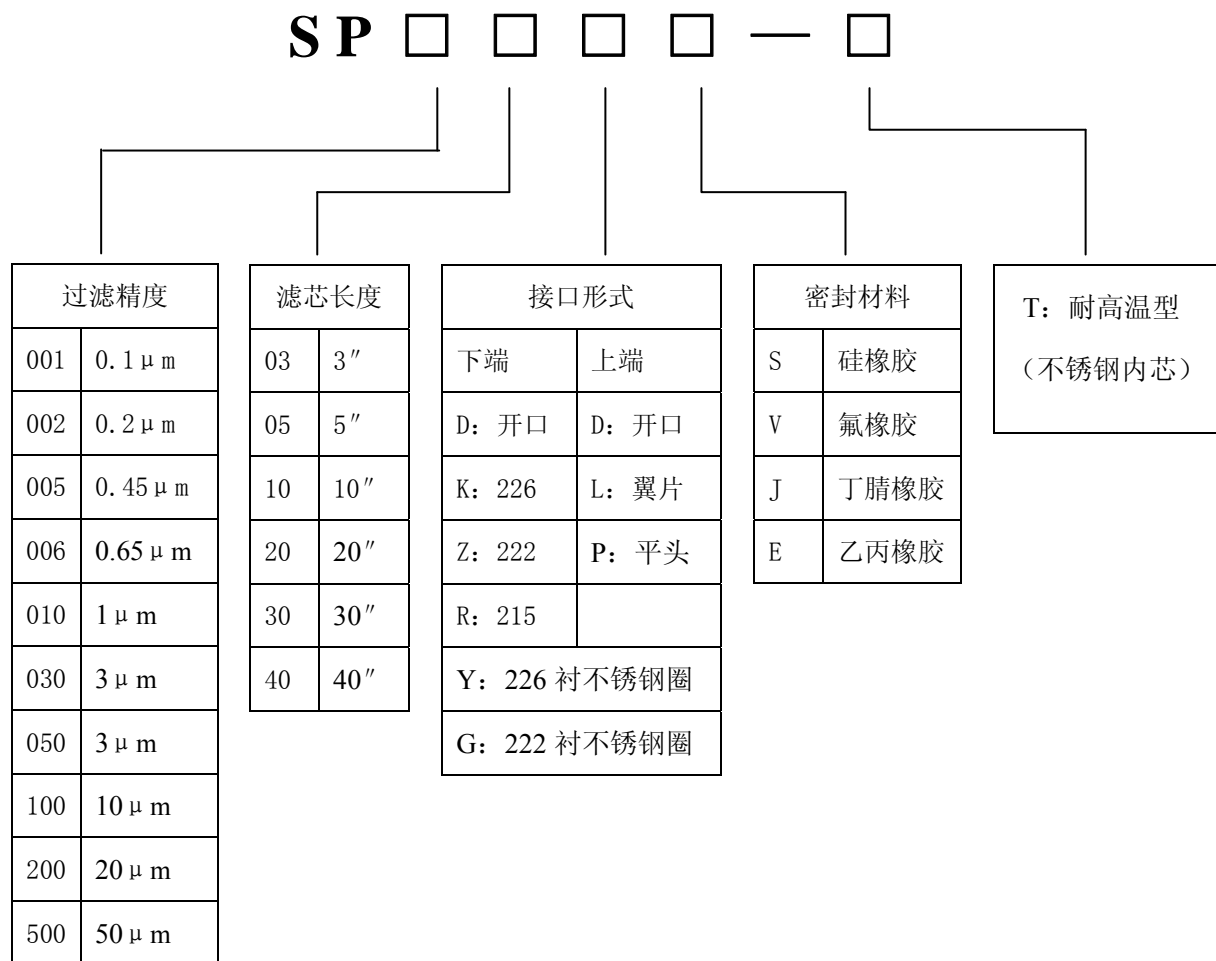 SP□□□□—□
过滤精度
001 0.1μm
002 0.2μm
005 0.45μm
006 0.65μm
010 1μm
030 3μm
050 3μm
100 10μm
200 20μm
500 50μm
滤芯长度
03 3″
05 5″
10 10″
20 20″
30 30″
40 40″
接口形式
下端 上端
D：开口 D：开口
K：226 L：翼片
Z：222 P：平头
R：215
Y：226 衬不锈钢圈
G：222 衬不锈钢圈
密封材料
S 硅橡胶
V 氟橡胶
J 丁腈橡胶
E 乙丙橡胶
T：耐高温型
（不锈钢内芯）